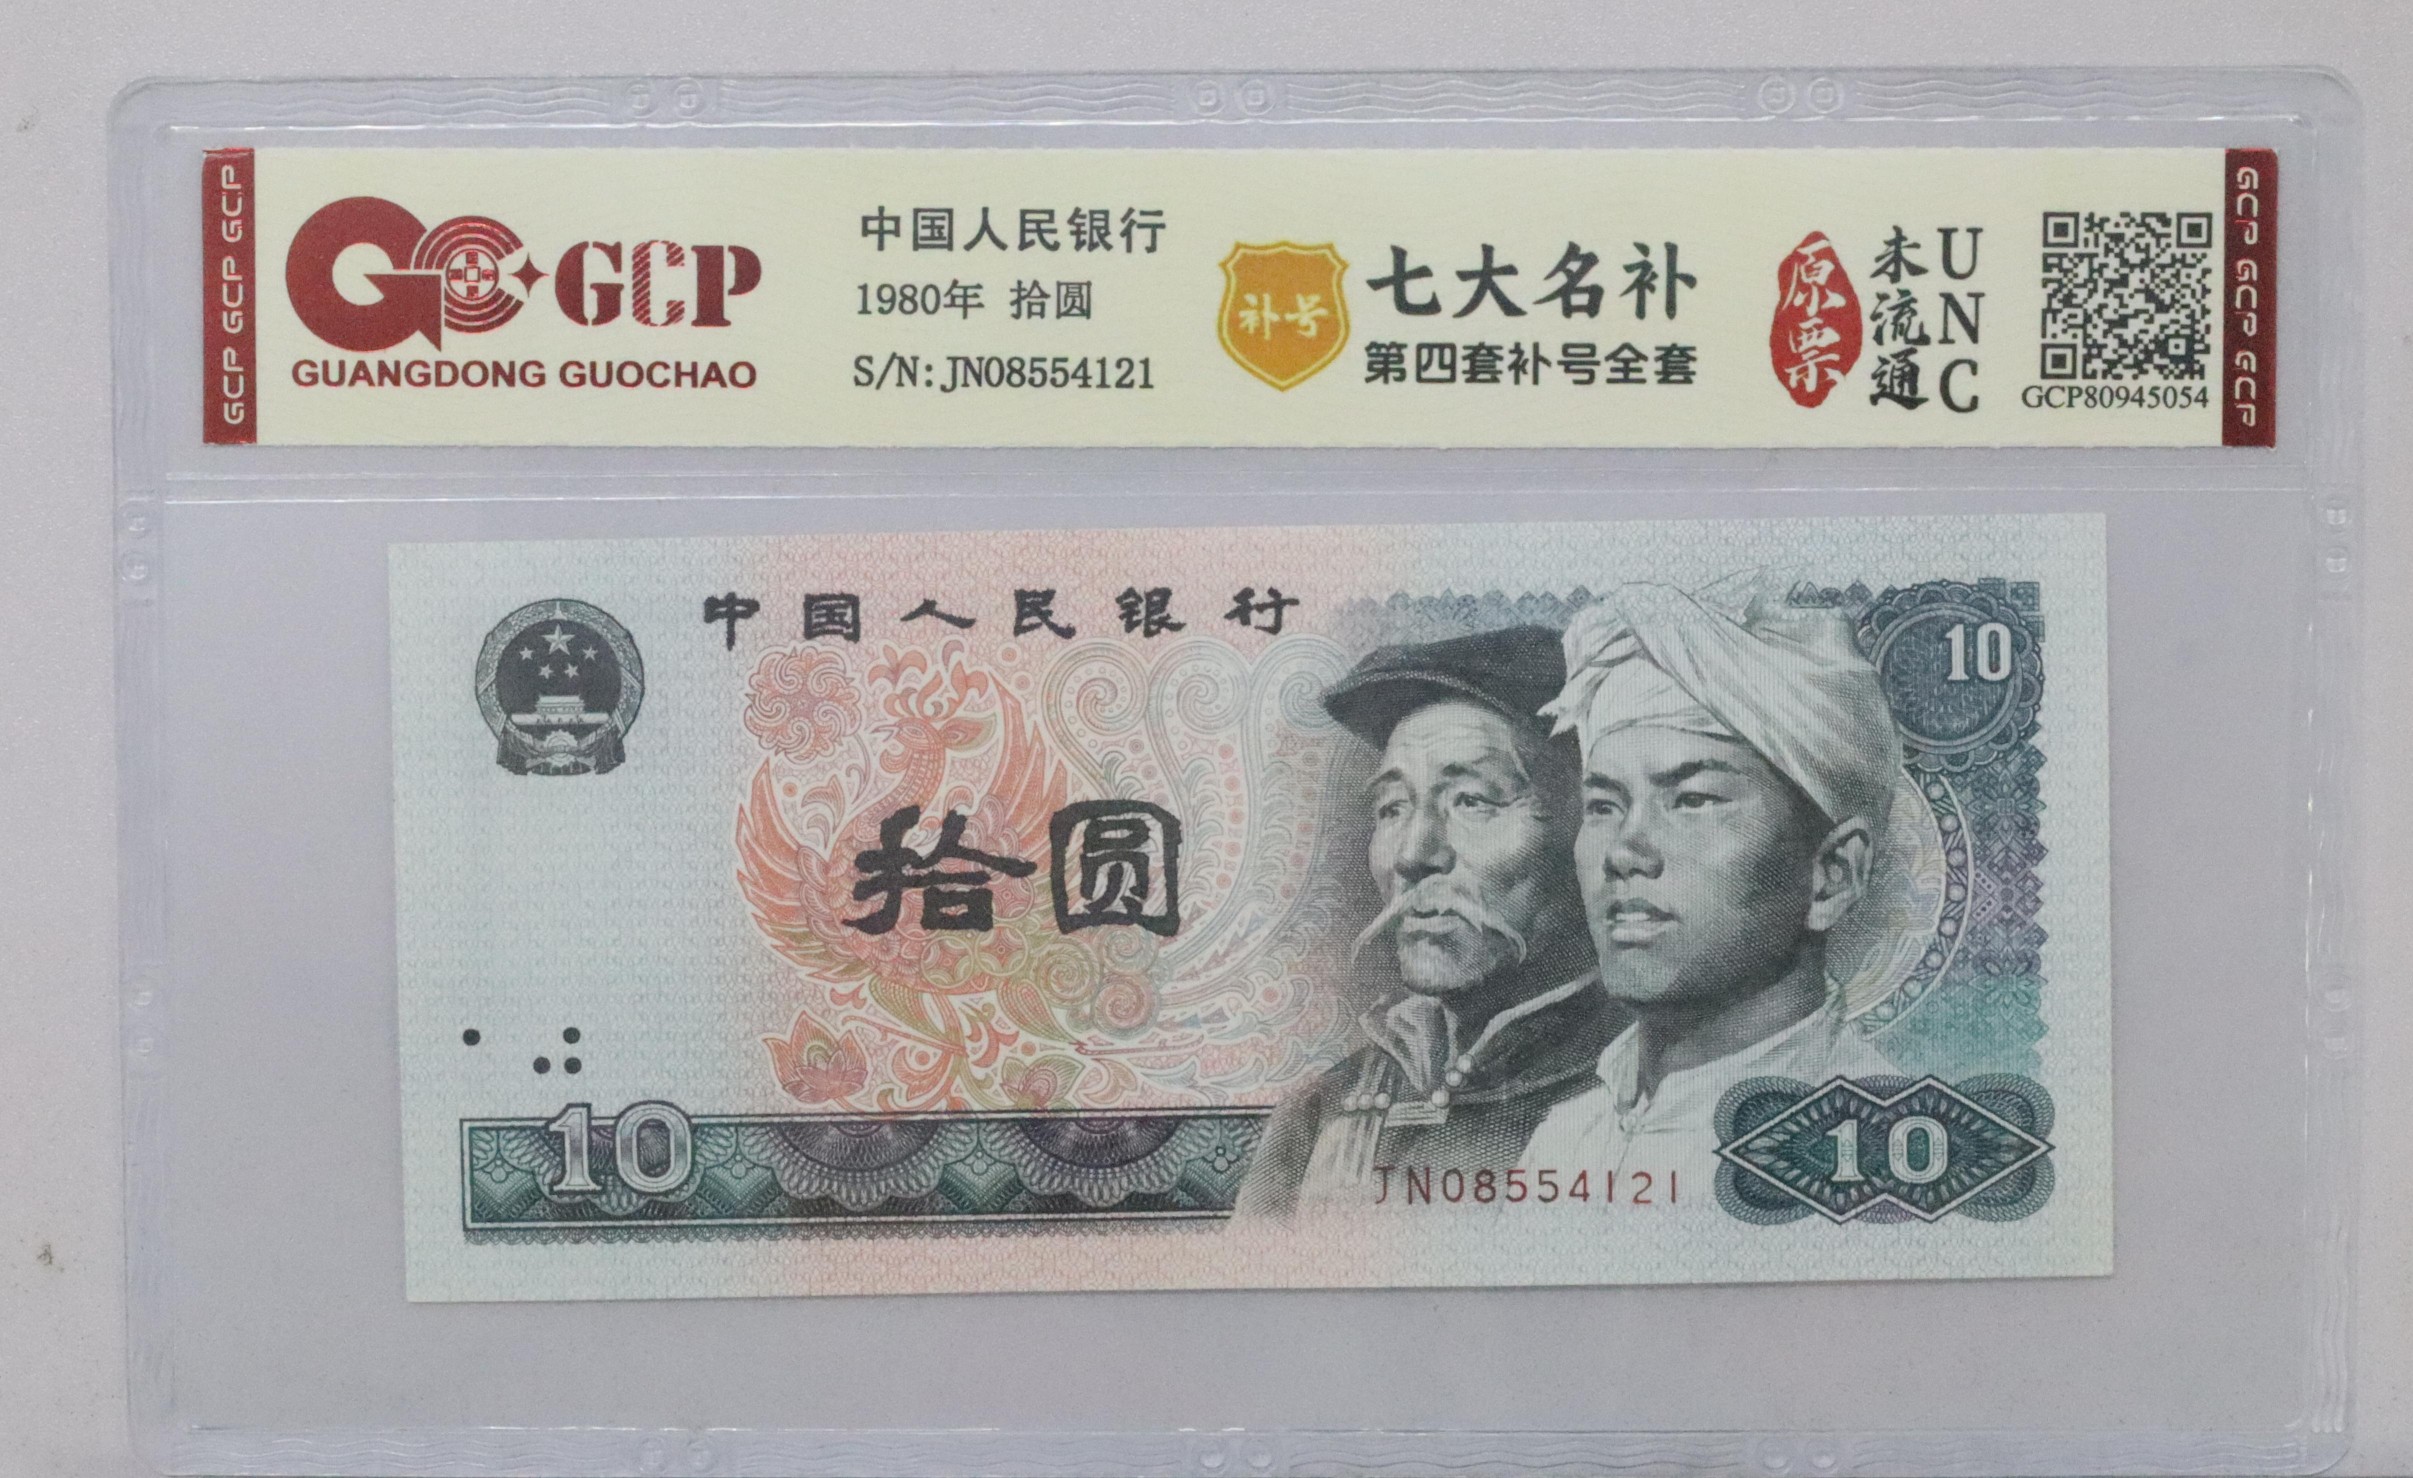 GCP GCP GCP
GCP
GUANGDONG GUOCHAO
中国人民银行
1980年 拾圆
S/N:JN08554121
补号
七大名补
第四套补号全套
原票
未流通
UNC
GCP80945054
GCP GCP GCP
中国人民银行
10
拾圆
10
JN08554121
10